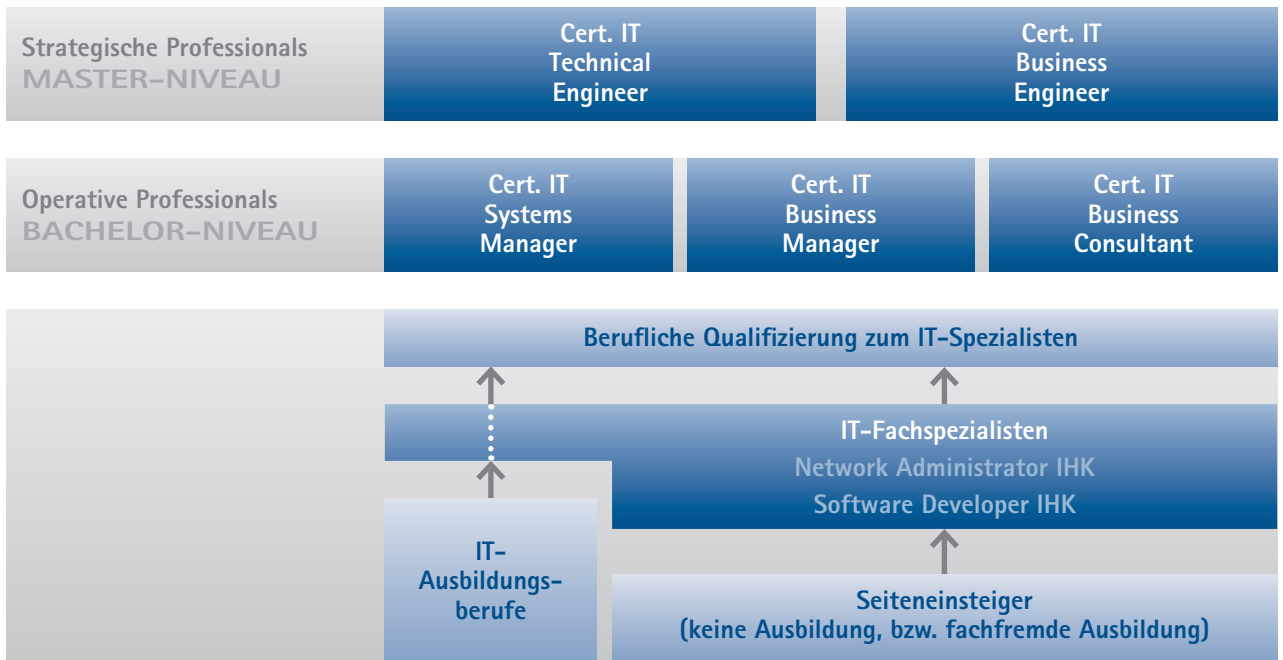 Strategische Professionals
MASTER-NIVEAU
Cert. IT
Technical
Engineer
Cert. IT
Business
Engineer
Operative Professionals
BACHELOR-NIVEAU
Cert. IT
Systems
Manager
Cert. IT
Business
Manager
Cert. IT
Business
Consultant
Berufliche Qualifizierung zum IT-Spezialisten
IT-Fachspezialisten
Network Administrator IHK
Software Developer IHK
IT-
Ausbildungs-
berufe
Seiteneinsteiger
(keine Ausbildung, bzw. fachfremde Ausbildung)